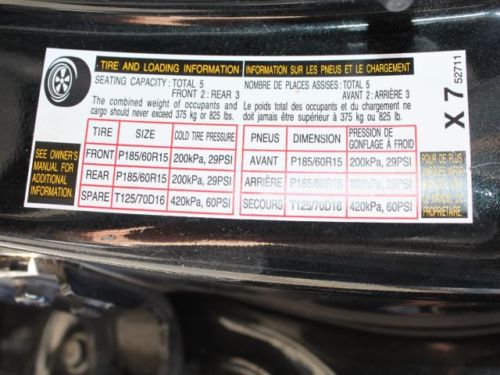 TIRE AND LOADING INFORMATION
SEATING CAPACITY: TOTAL 5
FRONT 2 : REAR 3
The combined weight of occupants and
cargo should never exceed 375 kg or 825 lbs.
TIRE SIZE COLD TIRE PRESSURE
FRONT P185/60R15 200kPa, 29PSI
REAR P185/60R15 200kPa, 29PSI
SPARE T125/70D16 420kPa, 60PSI
SEE OWNER'S
MANUAL FOR
ADDITIONAL
INFORMATION
INFORMATION SUR LES PNEUS ET LE CHARGEMENT
NOMBRE DE PLACES ASSISES: TOTAL 5
AVANT 2 : ARRIÈRE 3
Le poids total des occupants et du chargement ne
doit jamais être supérieur à 375 kg ou 825 lb.
PNEUS DIMENSION PRESSION DE
GONFLAGE À FROID
AVANT P185/60R15 200kPa, 29PSI
ARRIÈRE P185/60R15 200kPa, 29PSI
SECOURS T125/70D16 420kPa, 60PSI
POUR DE PLUS
PROPRIÉTAIRE.
X 7
52711